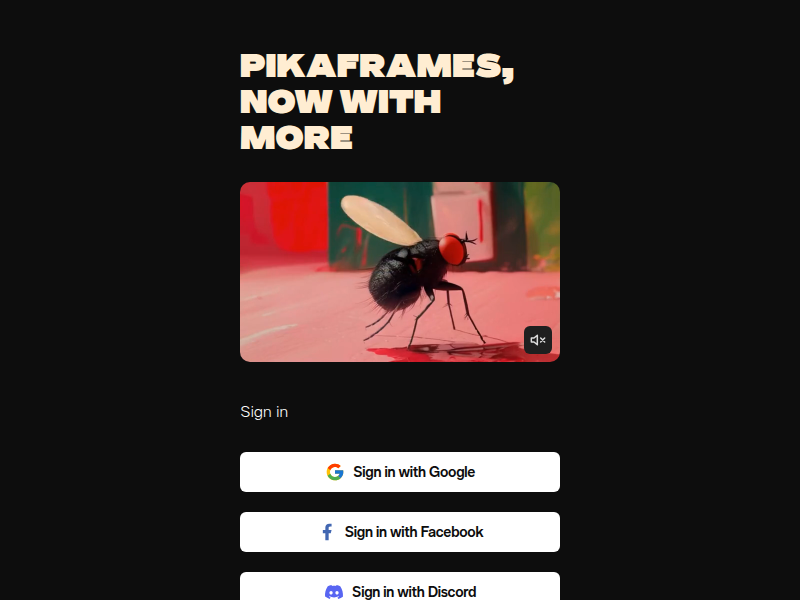 PIKAFRAMES,
NOW WITH
MORE
Sign in
Sign in with Google
Sign in with Facebook
Sign in with Discord